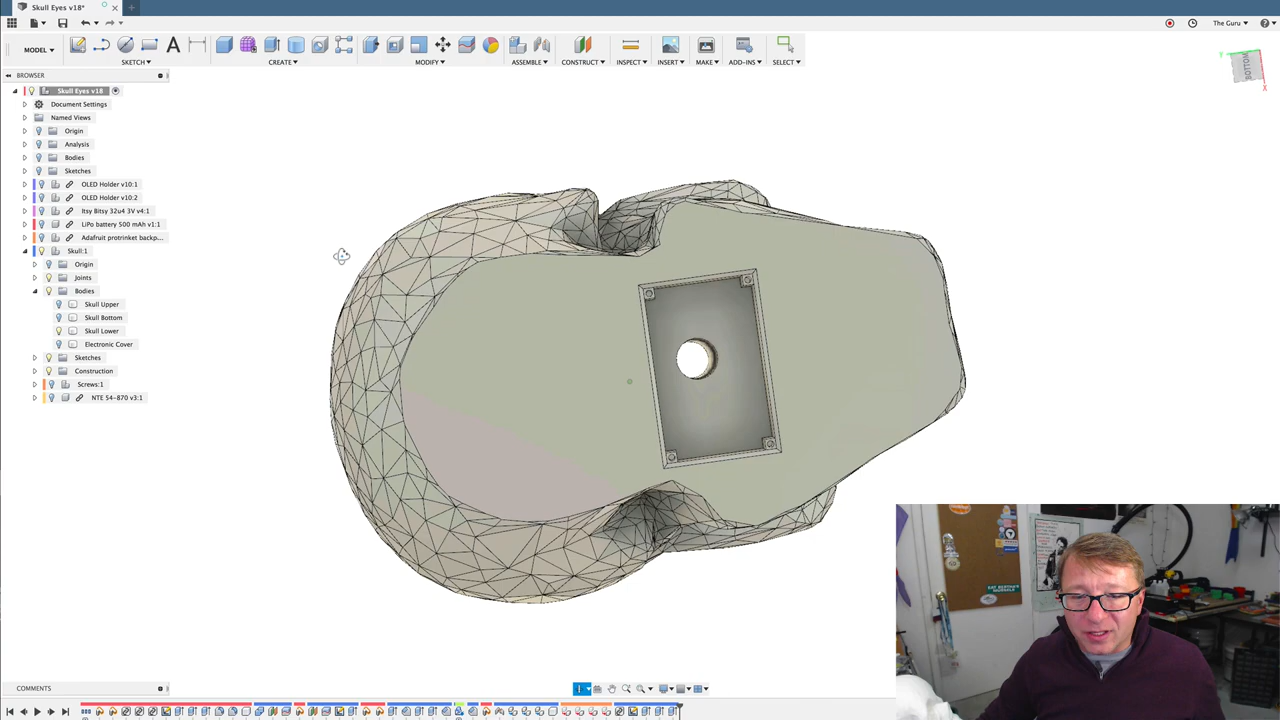 Skull Eyes v18*
The Guru
MODEL
SKETCH
CREATE
MODIFY
ASSEMBLE
CONSTRUCT
INSPECT
INSERT
MAKE
ADD-INS
SELECT
BROWSER
BOTTOM
Y
X
Skull Eyes v18
Document Settings
Named Views
Origin
Analysis
Bodies
Sketches
OLED Holder v10:1
OLED Holder v10:2
Itsy Bitsy 32u4 3V v4:1
LiPo battery 500 mAh v1:1
Adafruit protrinket backp...
Skull:1
Origin
Joints
Bodies
Skull Upper
Skull Bottom
Skull Lower
Electronic Cover
Sketches
Construction
Screws:1
NTE 54-870 v3:1
COMMENTS